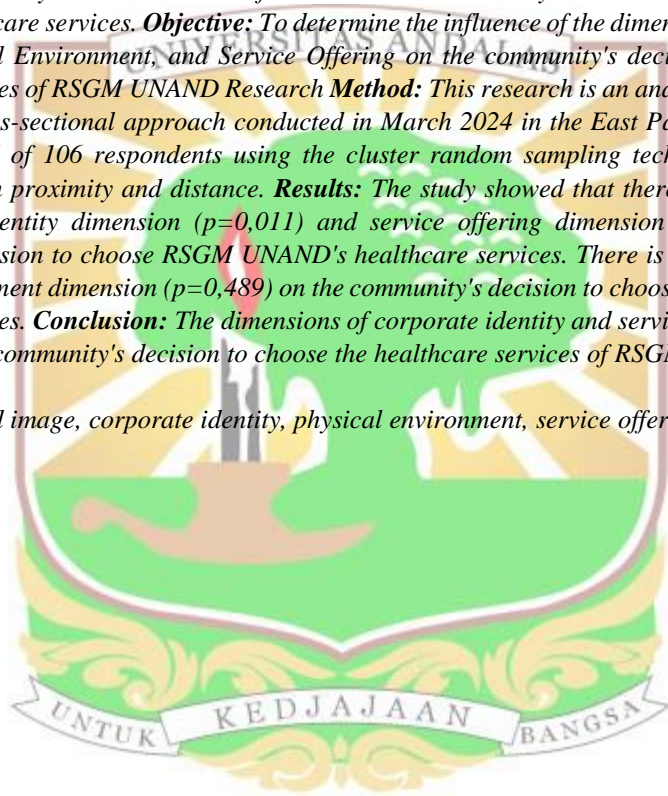 care services. Objective: To determine the influence of the dimen
UNIVERSITAS ANDALAS
l Environment, and Service Offering on the community's deci
es of RSGM UNAND Research Method: This research is an ana
s-sectional approach conducted in March 2024 in the East Pa
of 106 respondents using the cluster random sampling tech
n proximity and distance. Results: The study showed that there
entity dimension (p=0,011) and service offering dimension
sion to choose RSGM UNAND's healthcare services. There is
ment dimension (p=0,489) on the community's decision to choos
es. Conclusion: The dimensions of corporate identity and servi
community's decision to choose the healthcare services of RSGM
l image, corporate identity, physical environment, service offer
UNTUK KEDJAJAAN BANGSA